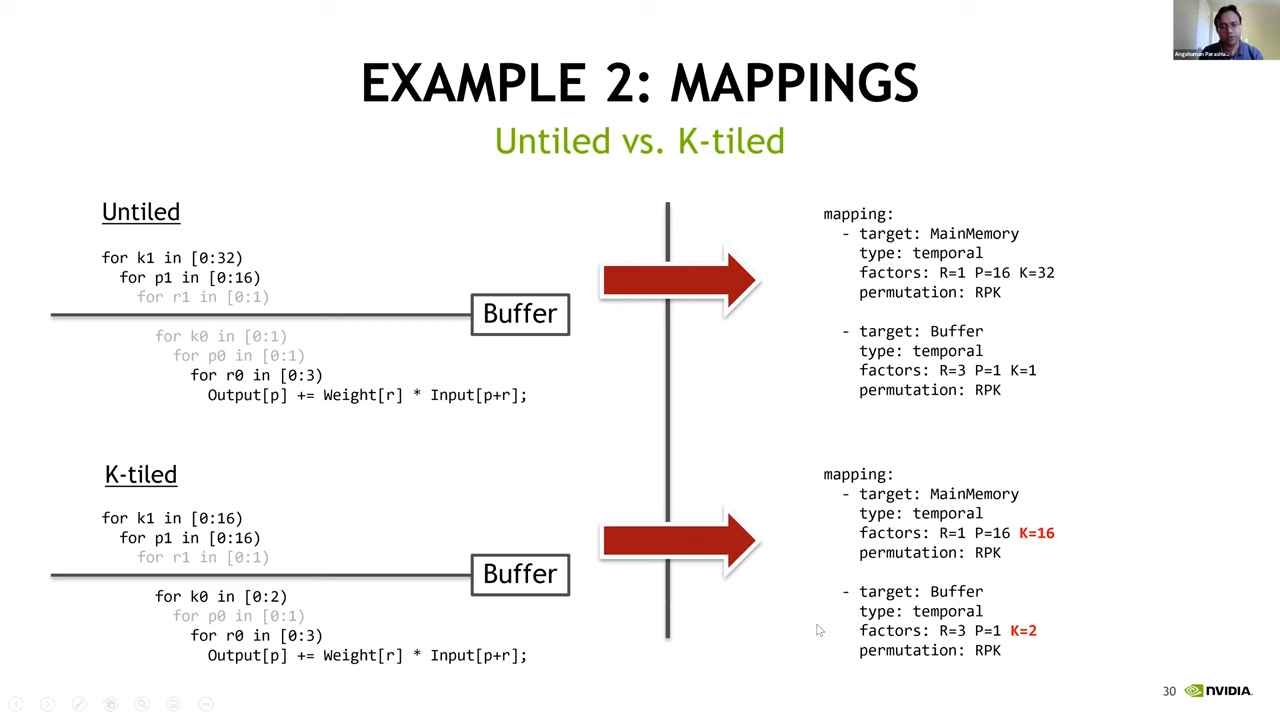 Angshuman Parashu...
EXAMPLE 2: MAPPINGS
Untiled vs. K-tiled
Untiled
for k1 in [0:32)
for p1 in [0:16)
for r1 in [0:1)
Buffer
for k0 in [0:1)
for p0 in [0:1)
for r0 in [0:3)
Output[p] += Weight[r] * Input[p+r];
mapping:
- target: MainMemory
type: temporal
factors: R=1 P=16 K=32
permutation: RPK
- target: Buffer
type: temporal
factors: R=3 P=1 K=1
permutation: RPK
K-tiled
for k1 in [0:16)
for p1 in [0:16)
for r1 in [0:1)
Buffer
for k0 in [0:2)
for p0 in [0:1)
for r0 in [0:3)
Output[p] += Weight[r] * Input[p+r];
mapping:
- target: MainMemory
type: temporal
factors: R=1 P=16 K=16
permutation: RPK
- target: Buffer
type: temporal
factors: R=3 P=1 K=2
permutation: RPK
30
NVIDIA.